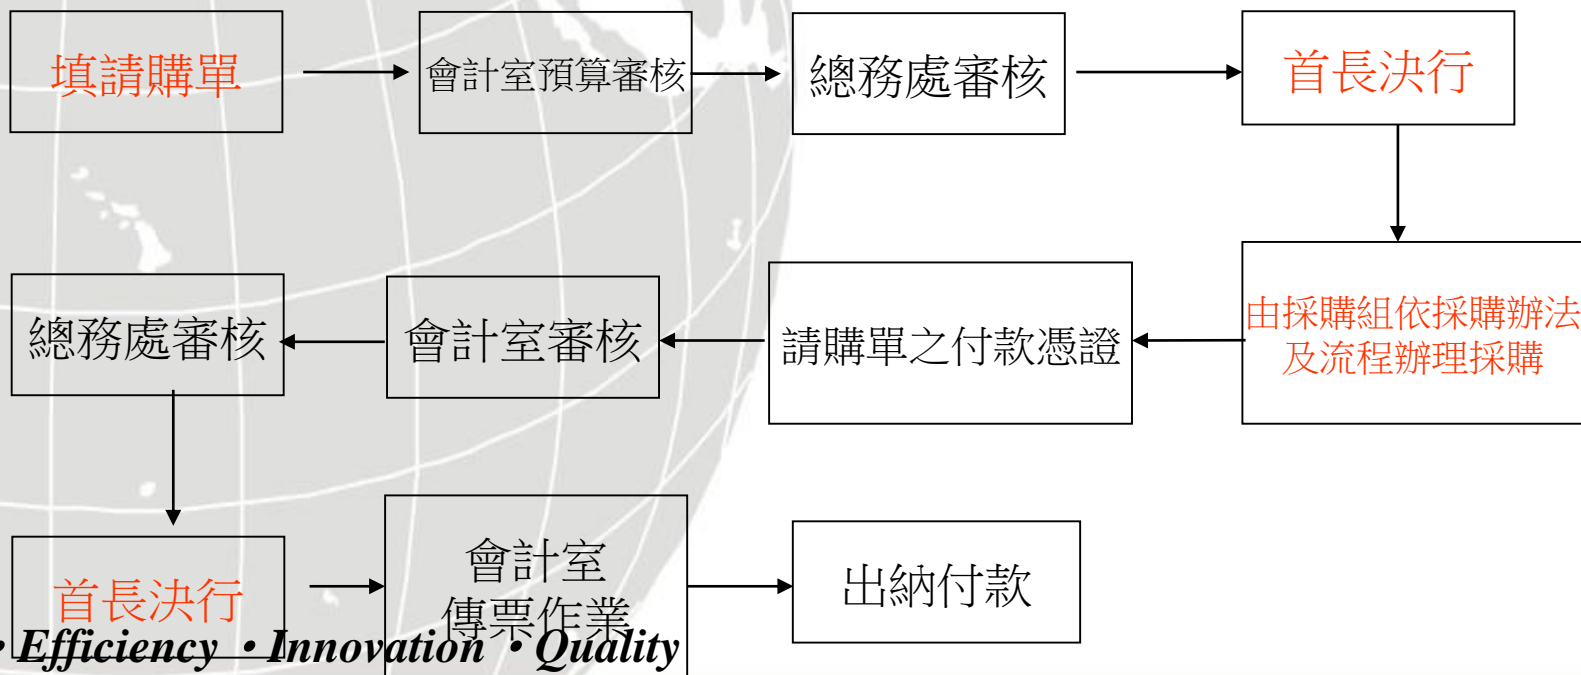 填請購單
會計室預算審核
總務處審核
首長決行
由採購組依採購辦法
及流程辦理採購
請購單之付款憑證
會計室審核
總務處審核
首長決行
會計室
傳票作業
出納付款
• Efficiency • Innovation • Quality